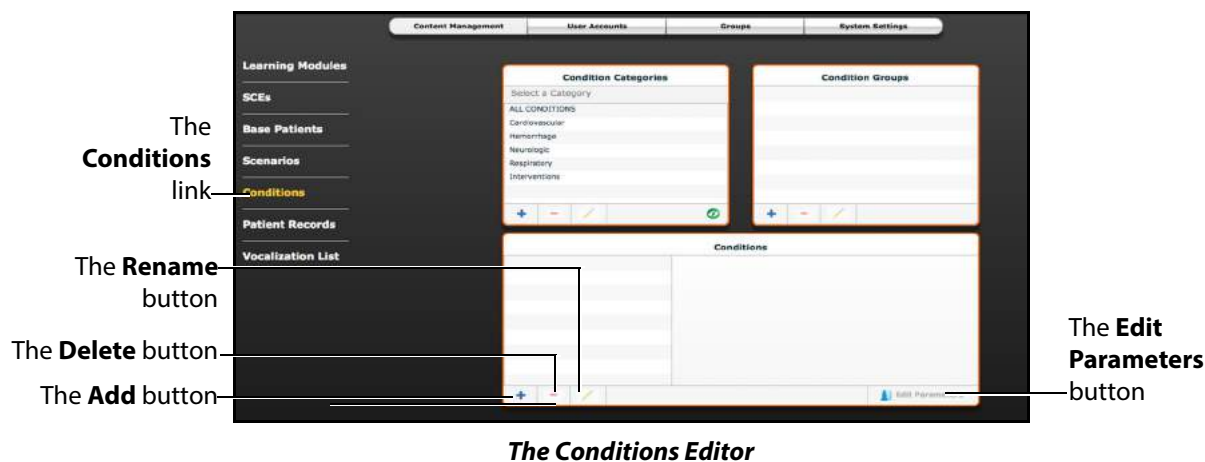 Content Management User Accounts Groups System Settings
Learning Modules
SCEs
Base Patients
Scenarios
Conditions
Patient Records
Vocalization List
Condition Categories
Select a Category
ALL CONDITIONS
Cardiovascular
Hemorrhage
Neurologic
Respiratory
Interventions
Condition Groups
Conditions
Edit
The
Conditions
link
The Rename
button
The Delete button
The Add button
The Edit
Parameters
button
The Conditions Editor